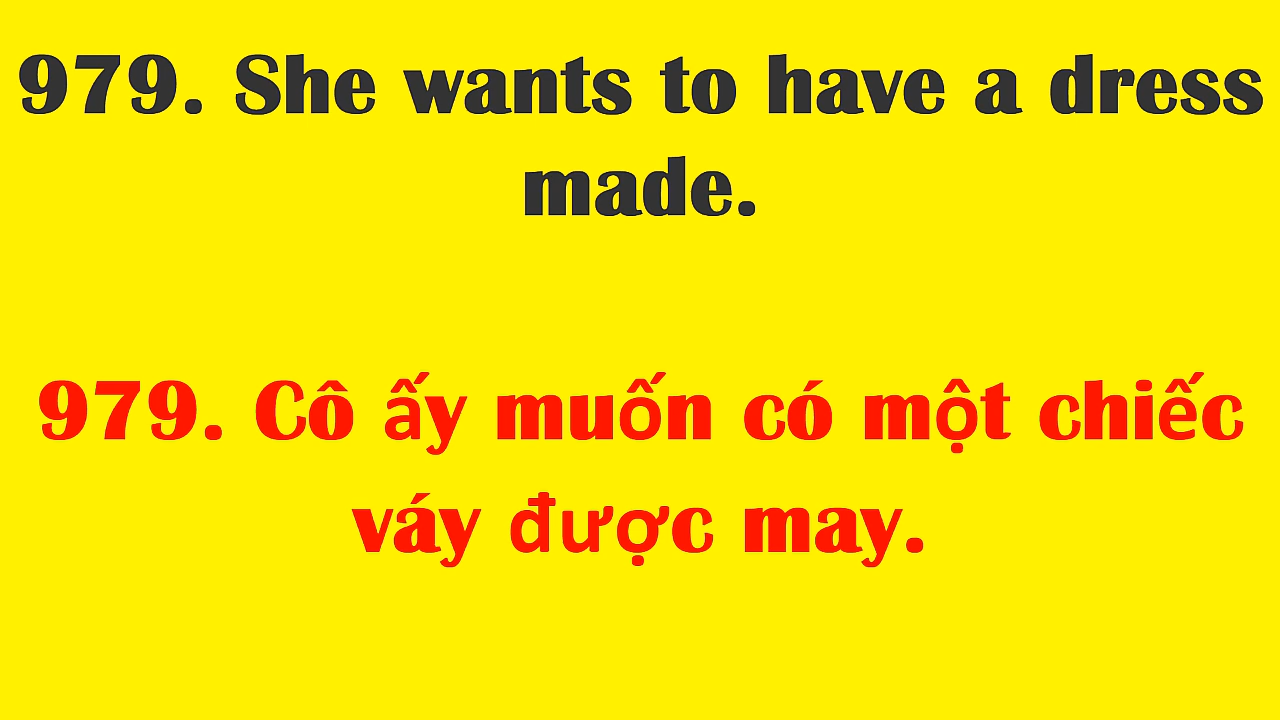 979. She wants to have a dress
made.
979. Cô ấy muốn có một chiếc
váy được may.